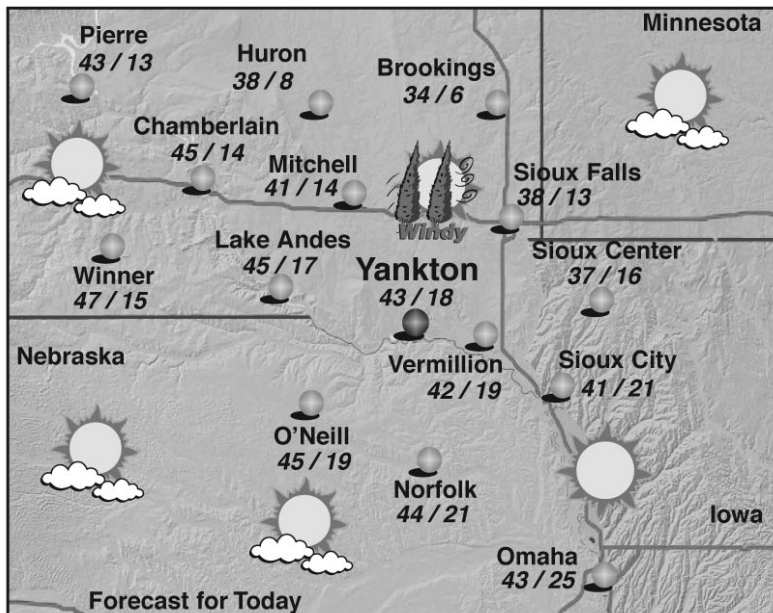 Pierre
43 / 13
Huron
38 / 8
Brookings
34 / 6
Minnesota
Chamberlain
45 / 14
Mitchell
41 / 14
Windy
Sioux Falls
38 / 13
Winner
47 / 15
Lake Andes
45 / 17
Yankton
43 / 18
Sioux Center
37 / 16
Nebraska
Vermillion
42 / 19
Sioux City
41 / 21
O'Neill
45 / 19
Norfolk
44 / 21
Iowa
Omaha
43 / 25
Forecast for Today